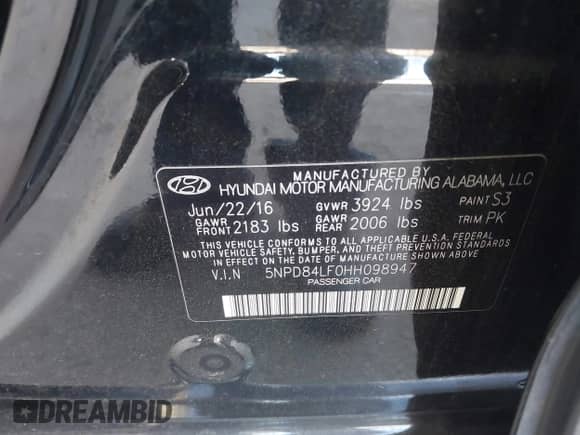 MANUFACTURED BY
HYUNDAI MOTOR MANUFACTURING ALABAMA, LLC
Jun/22/16 GVWR 3924 lbs PAINT S3
GAWR FRONT 2183 lbs GAWR REAR 2006 lbs TRIM PK
THIS VEHICLE CONFORMS TO ALL APPLICABLE U.S.A. FEDERAL
MOTOR VEHICLE SAFETY, BUMPER, AND THEFT PREVENTION STANDARDS
IN EFFECT ON THE DATE OF MANUFACTURE SHOWN ABOVE.
V.I.N 5NPD84LF0HH098947
PASSENGER CAR
DREAMBID